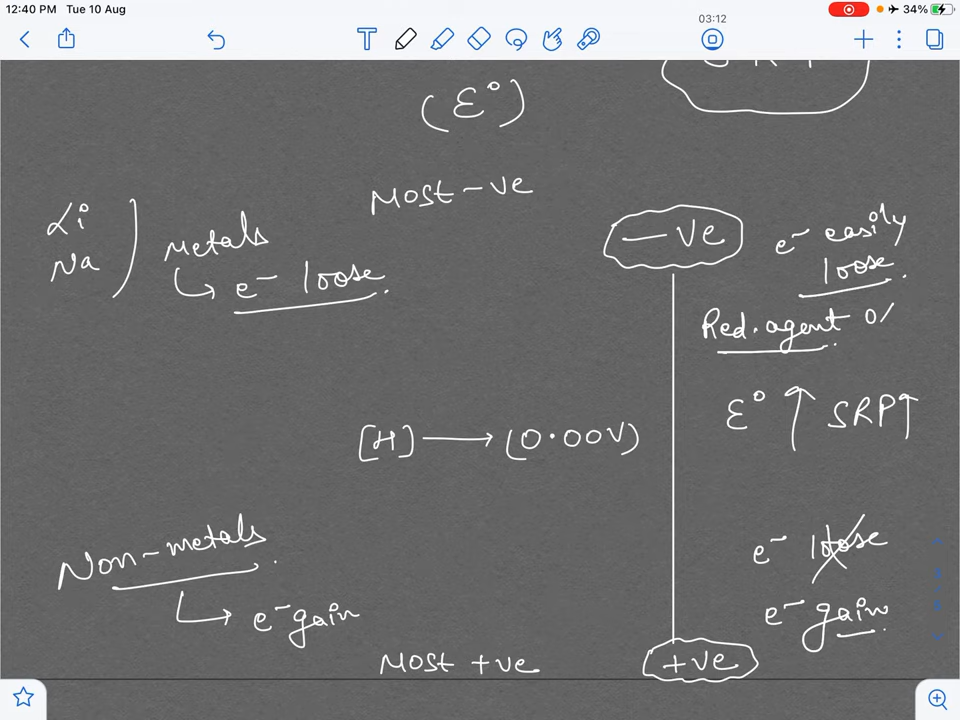 12:40 PM Tue 10 Aug
03:12
34%
T
(Ɛ°)
Most -ve
Li
Na
Metals
e⁻ loose
-ve
e⁻ easily
loose
Red. agent
Ɛ° ↑ SRP↑
[H] → (0.00V)
Non-metals
e⁻ gain
e⁻ loose
e⁻ gain
Most +ve
+ve